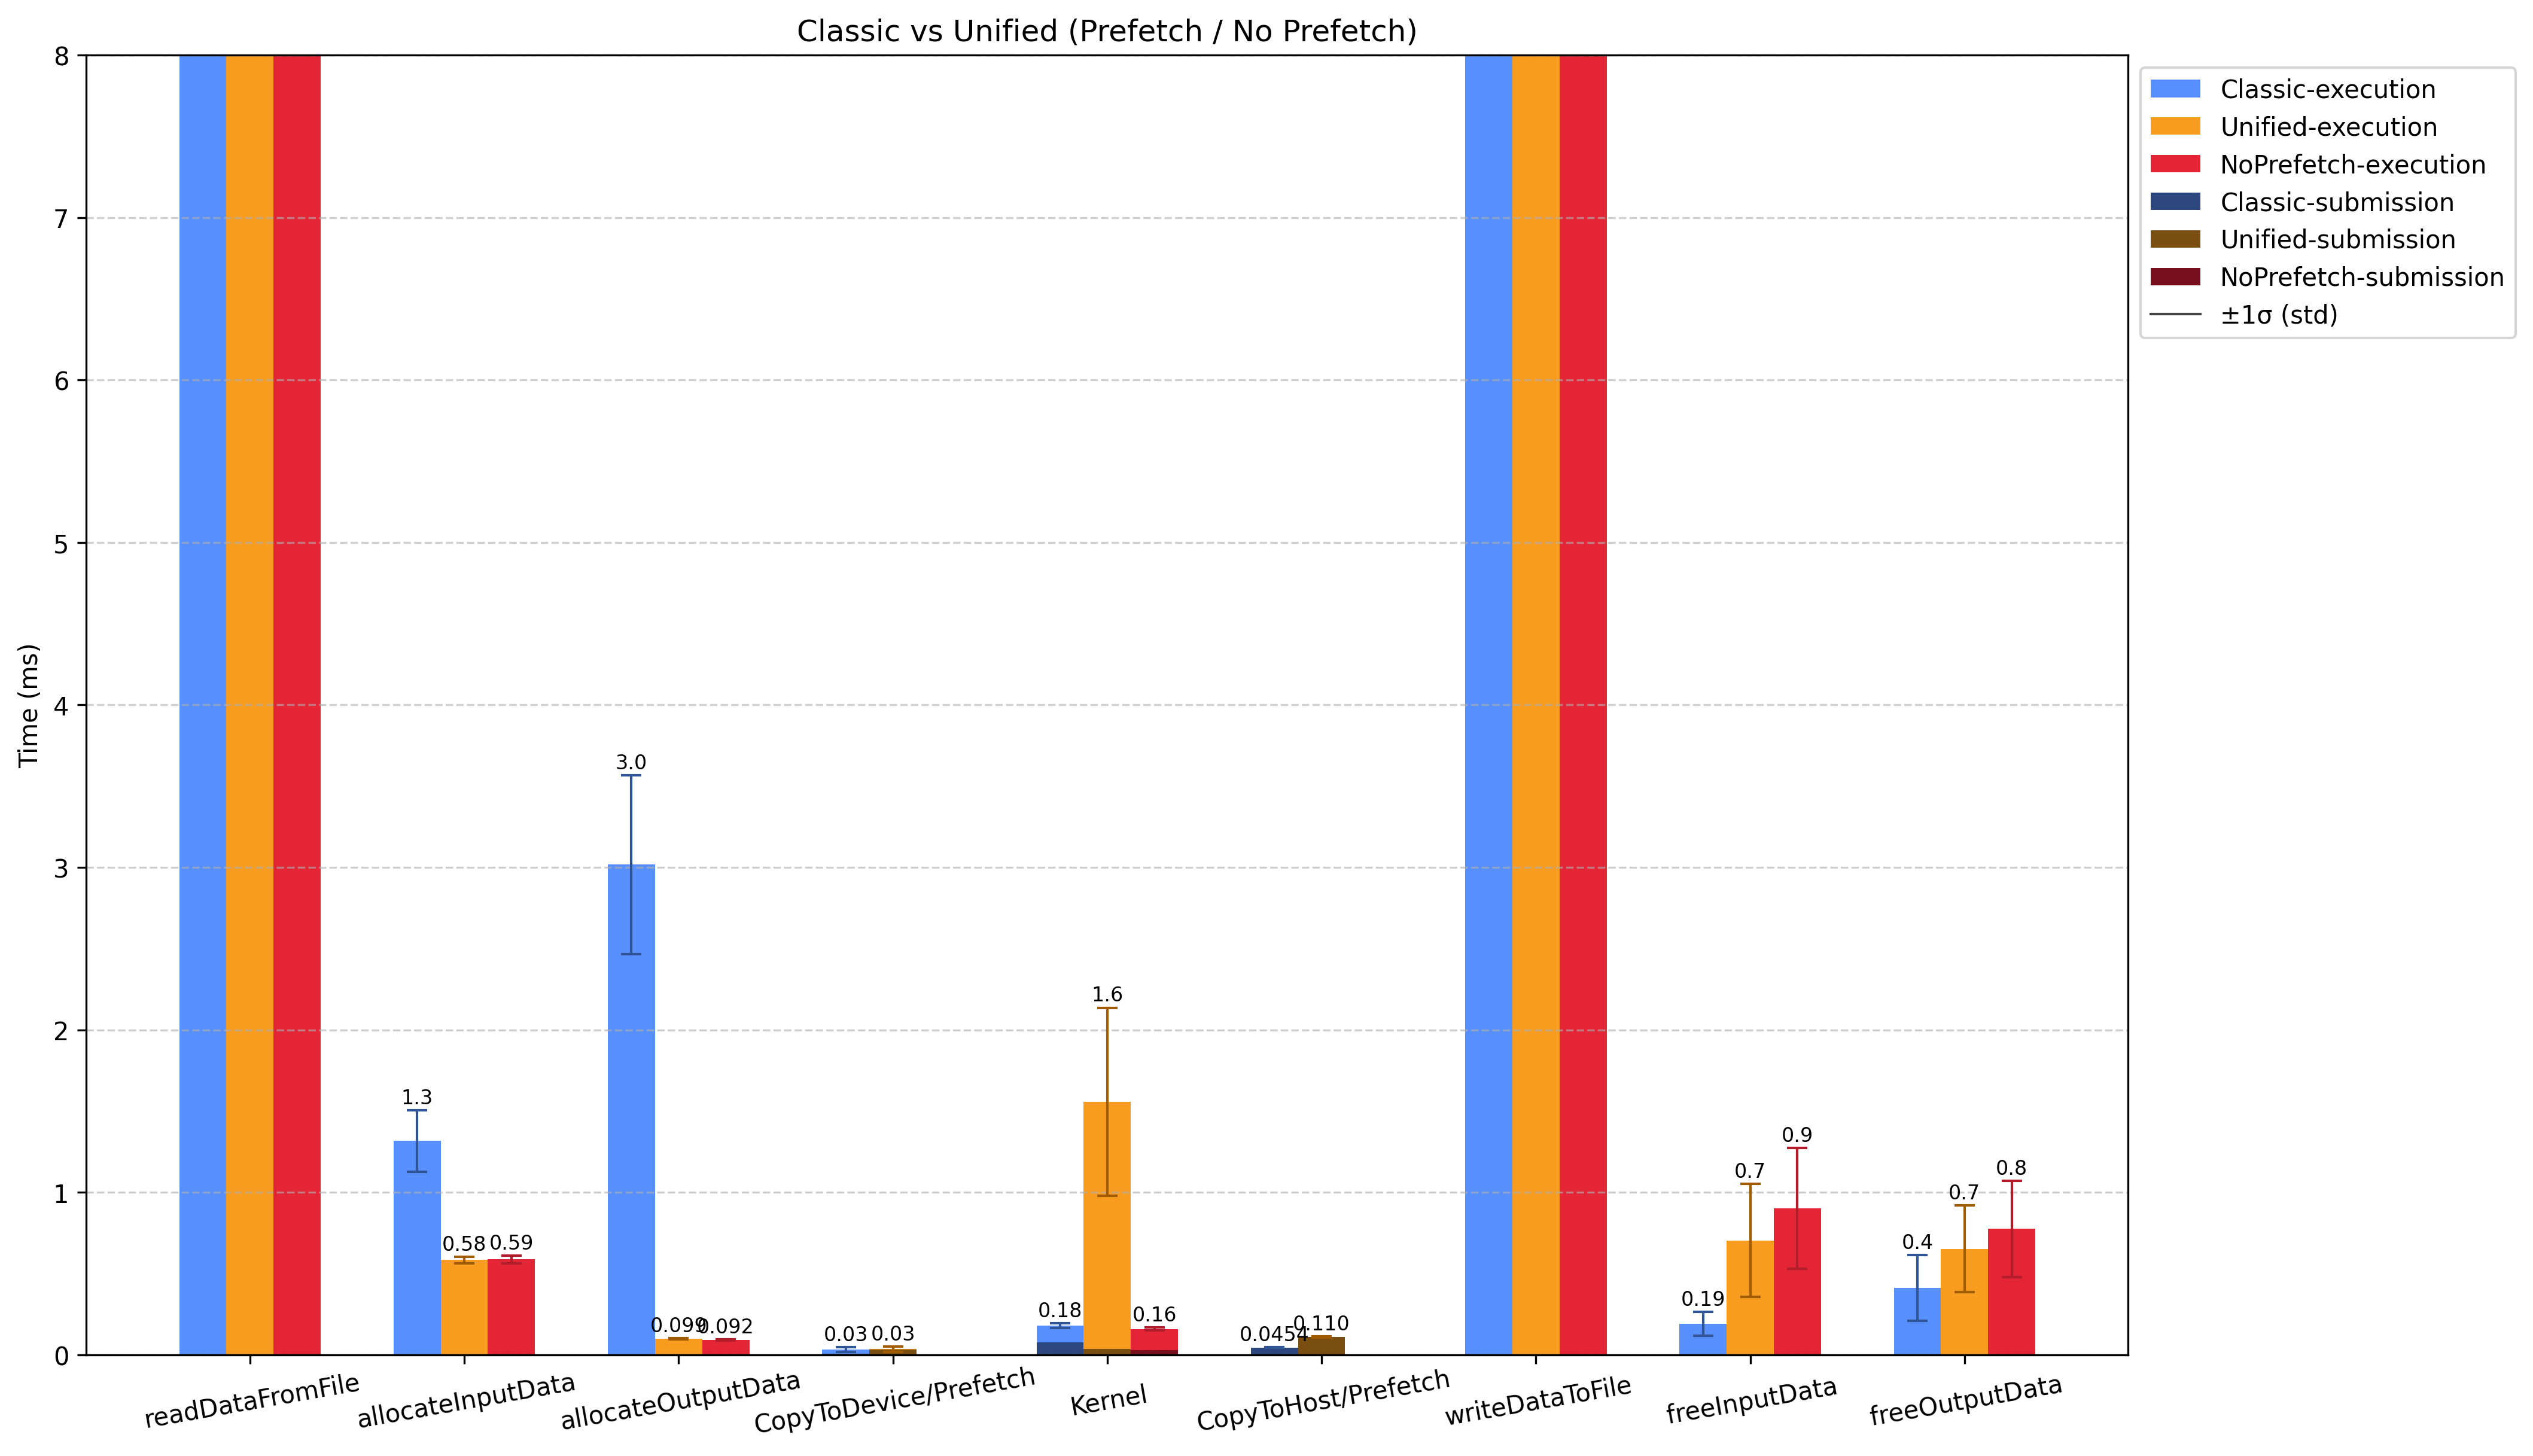 Classic vs Unified (Prefetch / No Prefetch)
Time (ms)
8
7
6
5
4
3
2
1
0
Classic-execution
Unified-execution
NoPrefetch-execution
Classic-submission
Unified-submission
NoPrefetch-submission
±1σ (std)
1.3
0.58
0.59
3.0
0.099
0.092
0.03
0.03
0.18
1.6
0.16
0.0454
0.110
0.19
0.7
0.9
0.4
0.7
0.8
readDataFromFile
allocateInputData
allocateOutputData
CopyToDevice/Prefetch
Kernel
CopyToHost/Prefetch
writeDataToFile
freeInputData
freeOutputData